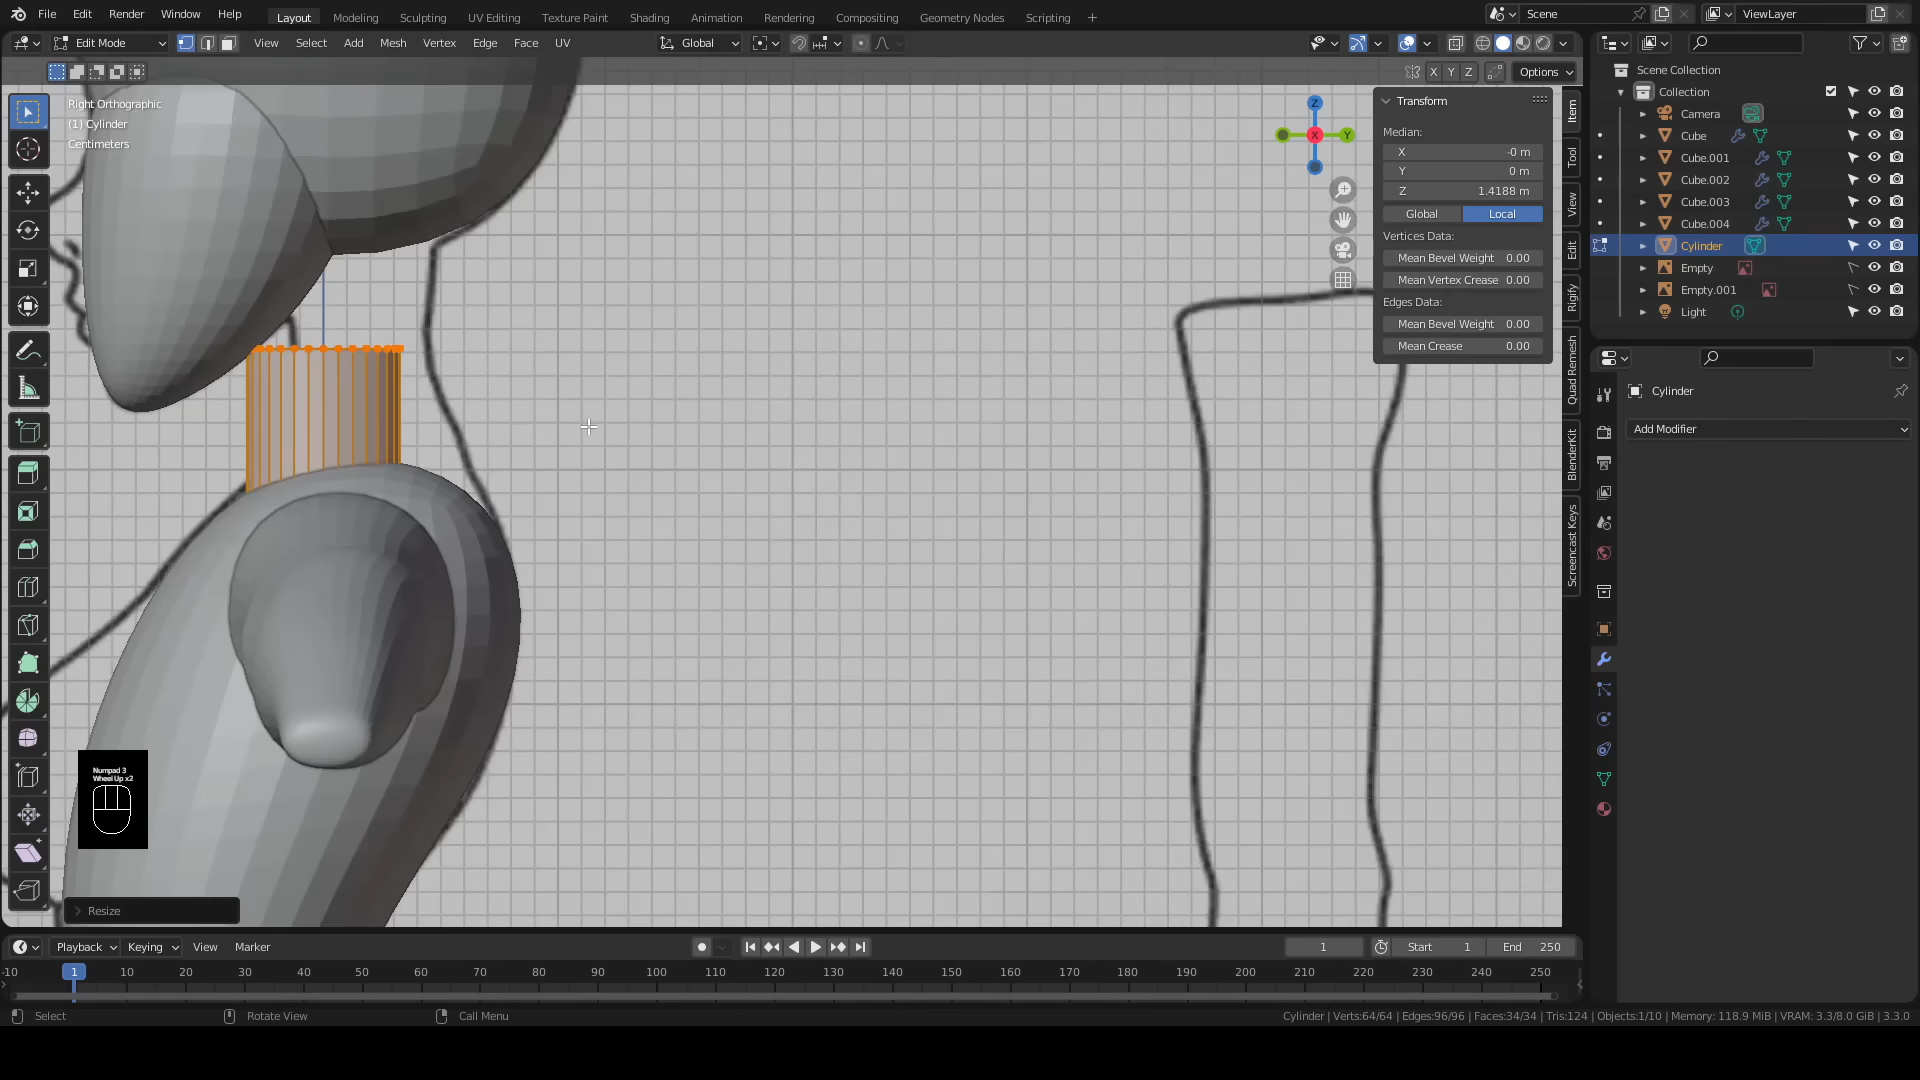 File Edit Render Window Help Layout Modeling Sculpting UV Editing Texture Paint Shading Animation Rendering Compositing Geometry Nodes Scripting + Scene ViewLayer
Edit Mode View Select Add Mesh Vertex Edge Face UV Global
X Y Z Options
Right Orthographic
(1) Cylinder
Centimeters
Z
X
Y
Transform
Median:
X -0 m
Y 0 m
Z 1.4188 m
Global Local
Vertices Data:
Mean Bevel Weight 0.00
Mean Vertex Crease 0.00
Edges Data:
Mean Bevel Weight 0.00
Mean Crease 0.00
Item
Tool
View
Edit
Rigify
Quad Remesh
BlenderKit
Screencast Keys
Scene Collection
Collection
Camera
Cube
Cube.001
Cube.002
Cube.003
Cube.004
Cylinder
Empty
Empty.001
Light
Cylinder
Add Modifier
Numpad 3
Wheel Up x2
Resize
Playback Keying View Marker 1 Start 1 End 250
-10 1 10 20 30 40 50 60 70 80 90 100 110 120 130 140 150 160 170 180 190 200 210 220 230 240 250
Select Rotate View Call Menu Cylinder | Verts:64/64 | Edges:96/96 | Faces:34/34 | Tris:124 | Objects:1/10 | Memory: 118.9 MiB | VRAM: 3.3/8.0 GiB | 3.3.0